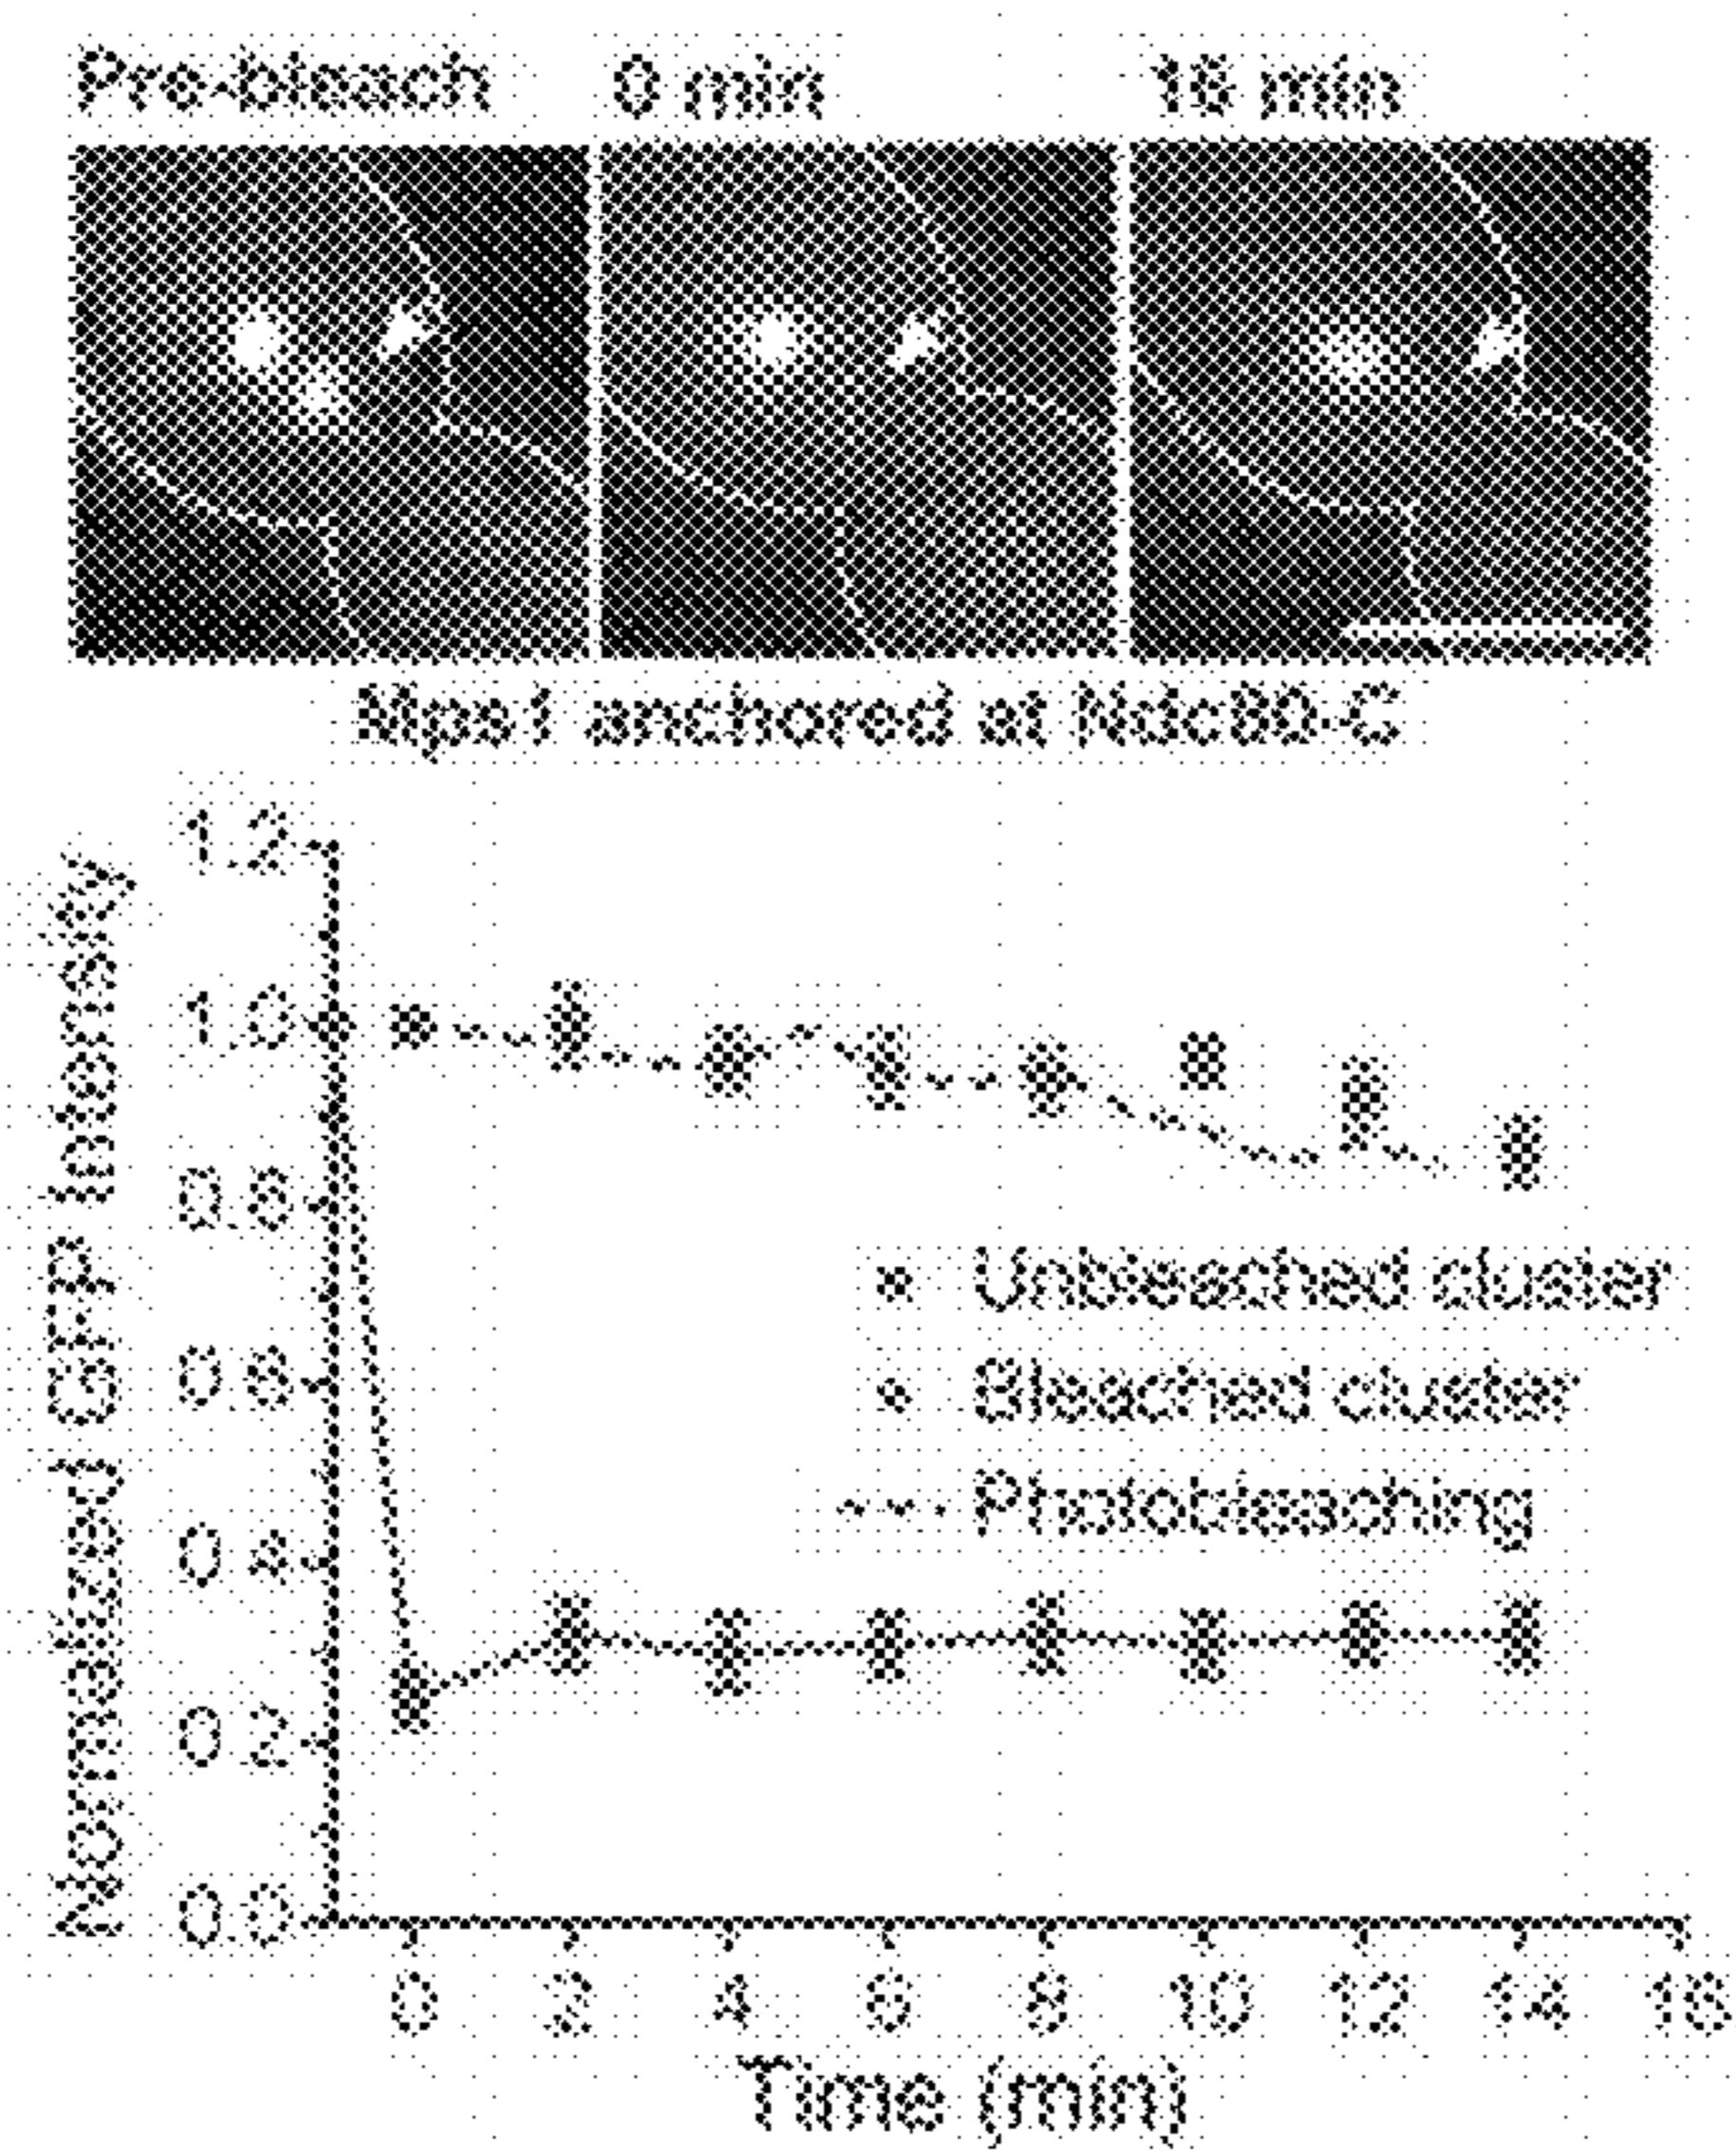 Pre-bleach 0 min 16 min
Mps1 anchored at Ndc80-C
Normalized GFP Intensity
1.2
1.0
0.8
0.6
0.4
0.2
0.0
Unbleached cluster
Bleached cluster
Photobleaching
0 2 4 6 8 10 12 14 16
Time (min)